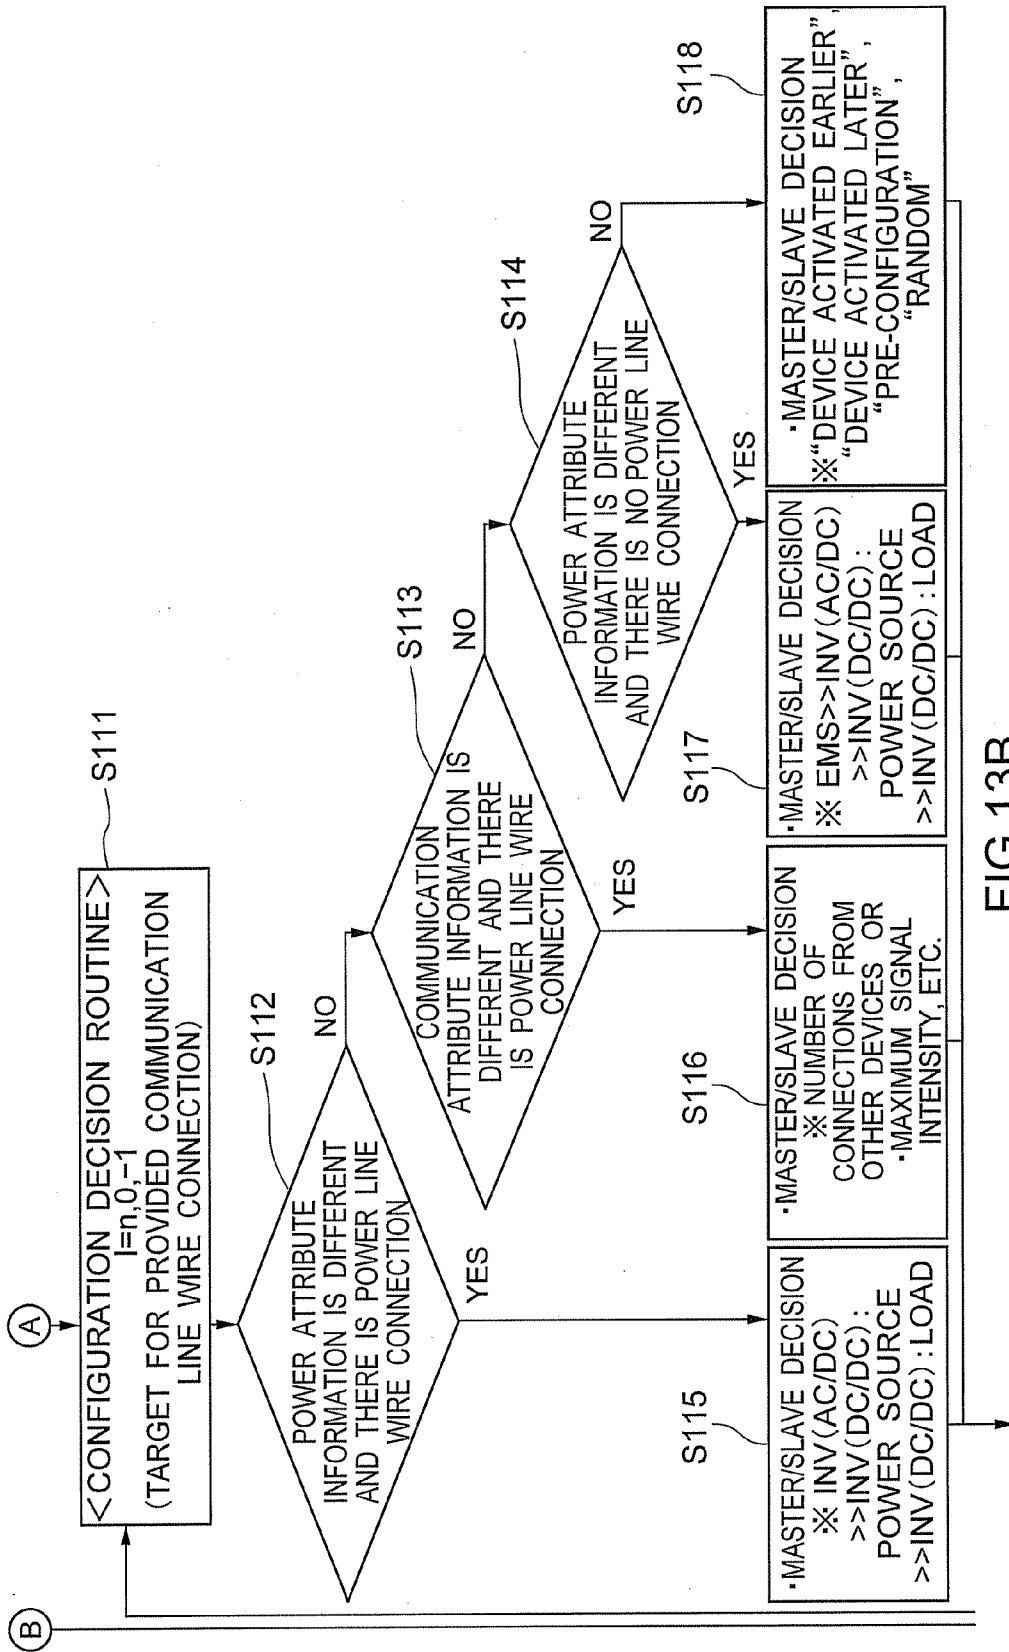 B
A
<CONFIGURATION DECISION ROUTINE>
I=n,0,−1
(TARGET FOR PROVIDED COMMUNICATION
LINE WIRE CONNECTION)
S111
POWER ATTRIBUTE
INFORMATION IS DIFFERENT
AND THERE IS POWER LINE
WIRE CONNECTION
S112
NO
YES
COMMUNICATION
ATTRIBUTE INFORMATION IS
DIFFERENT AND THERE
IS POWER LINE WIRE
CONNECTION
S113
NO
YES
POWER ATTRIBUTE
INFORMATION IS DIFFERENT
AND THERE IS NO POWER LINE
WIRE CONNECTION
S114
NO
YES
S115
・MASTER/SLAVE DECISION
※ INV(AC/DC)
>>INV(DC/DC):
POWER SOURCE
>>INV(DC/DC):LOAD
S116
・MASTER/SLAVE DECISION
※ NUMBER OF
CONNECTIONS FROM
OTHER DEVICES OR
・MAXIMUM SIGNAL
INTENSITY, ETC.
S117
・MASTER/SLAVE DECISION
※ EMS>>INV(AC/DC)
>>INV(DC/DC):
POWER SOURCE
>>INV(DC/DC):LOAD
S118
・MASTER/SLAVE DECISION
※“DEVICE ACTIVATED EARLIER”,
“DEVICE ACTIVATED LATER”,
“PRE-CONFIGURATION”,
“RANDOM”
FIG.13B